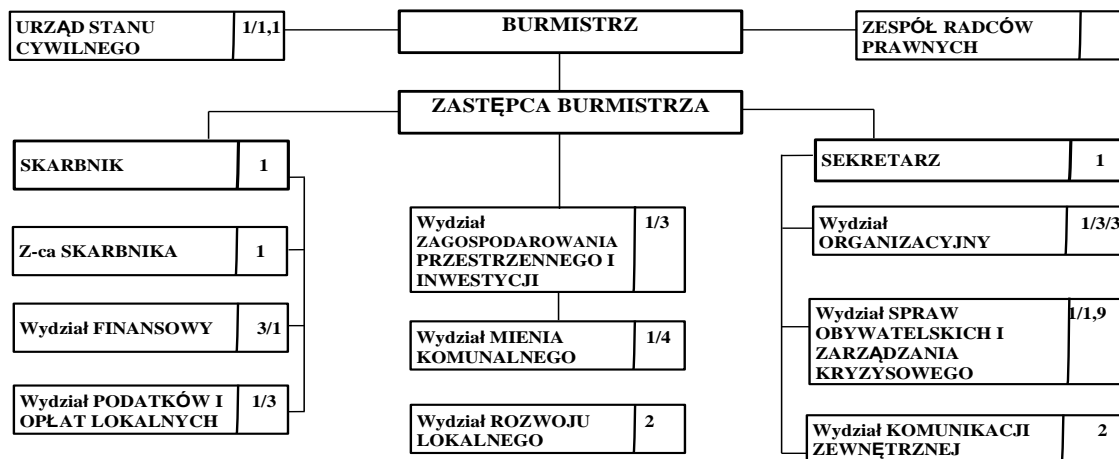 URZĄD STANU
CYWILNEGO
1/1,1
BURMISTRZ
ZESPÓŁ RADCÓW
PRAWNYCH
ZASTĘPCA BURMISTRZA
SKARBNIK
1
Z-ca SKARBNIKA
1
Wydział FINANSOWY
3/1
Wydział PODATKÓW I
OPŁAT LOKALNYCH
1/3
Wydział
ZAGOSPODAROWANIA
PRZESTRZENNEGO I
INWESTYCJI
1/3
Wydział MIENIA
KOMUNALNEGO
1/4
Wydział ROZWOJU
LOKALNEGO
2
SEKRETARZ
1
Wydział
ORGANIZACYJNY
1/3/3
Wydział SPRAW
OBYWATELSKICH I
ZARZĄDZANIA
KRYZYSOWEGO
1/1,9
Wydział KOMUNIKACJI
ZEWNĘTRZNEJ
2